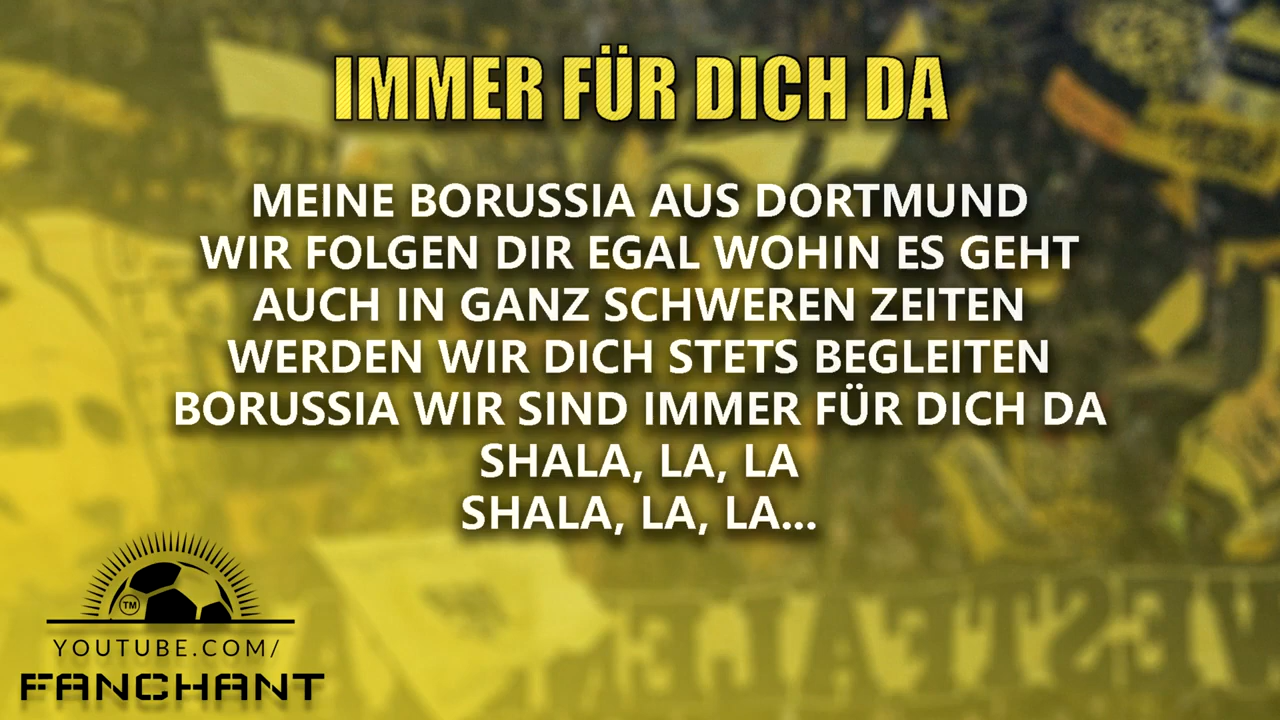 IMMER FÜR DICH DA
MEINE BORUSSIA AUS DORTMUND
WIR FOLGEN DIR EGAL WOHIN ES GEHT
AUCH IN GANZ SCHWEREN ZEITEN
WERDEN WIR DICH STETS BEGLEITEN
BORUSSIA WIR SIND IMMER FÜR DICH DA
SHALA, LA, LA
SHALA, LA, LA...
TM
YOUTUBE.COM/
FANCHANT